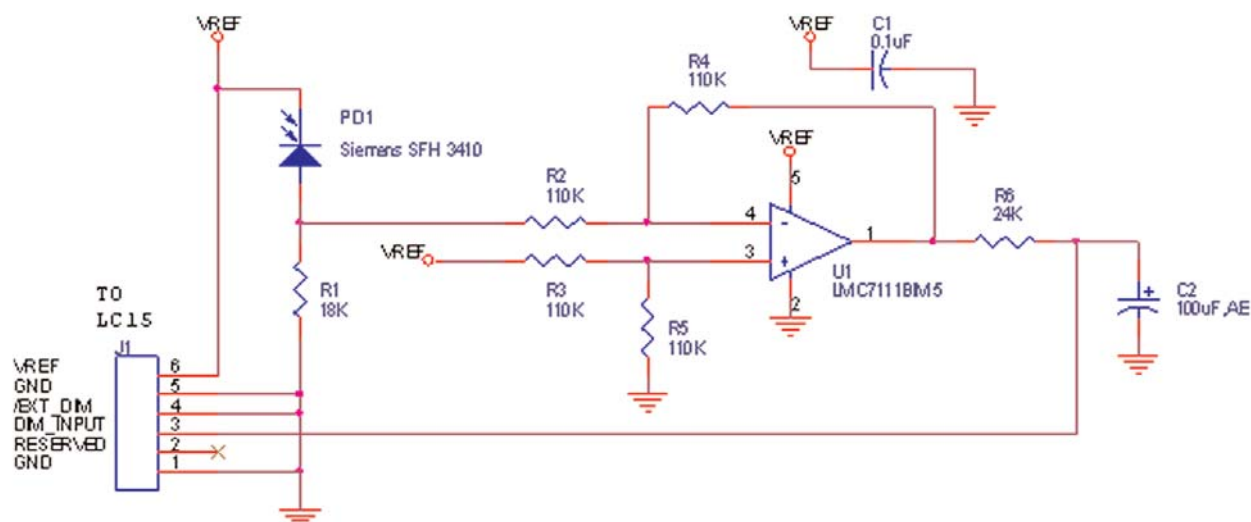 VREF
C1
0.1uF
VREF
R4
110K
PD1
Siemens SFH 3410
VREF
5
R2
110K
4
-
1
R6
24K
VREF
3
+
R3
110K
U1
LMC7111BIM5
2
R1
18K
R5
110K
+
C2
100uF,AE
TO
LC15
J1
VREF 6
GND 5
/EXT_DIM 4
DIM_INPUT 3
RESERVED 2
GND 1